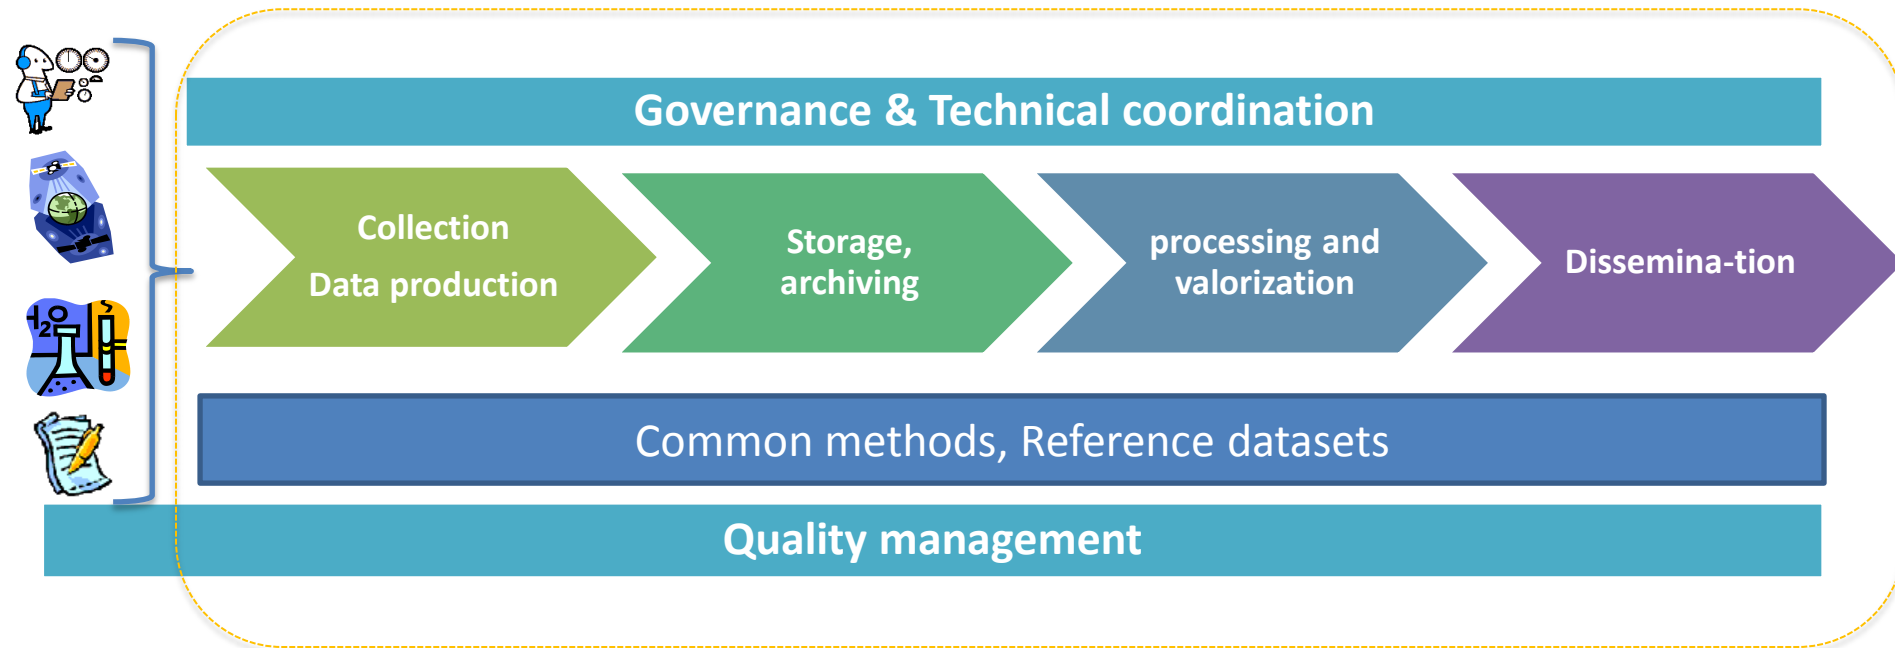 Governance & Technical coordination
Collection
Data production
Storage,
archiving
processing and
valorization
Dissemina-tion
H₂O
Common methods, Reference datasets
Quality management